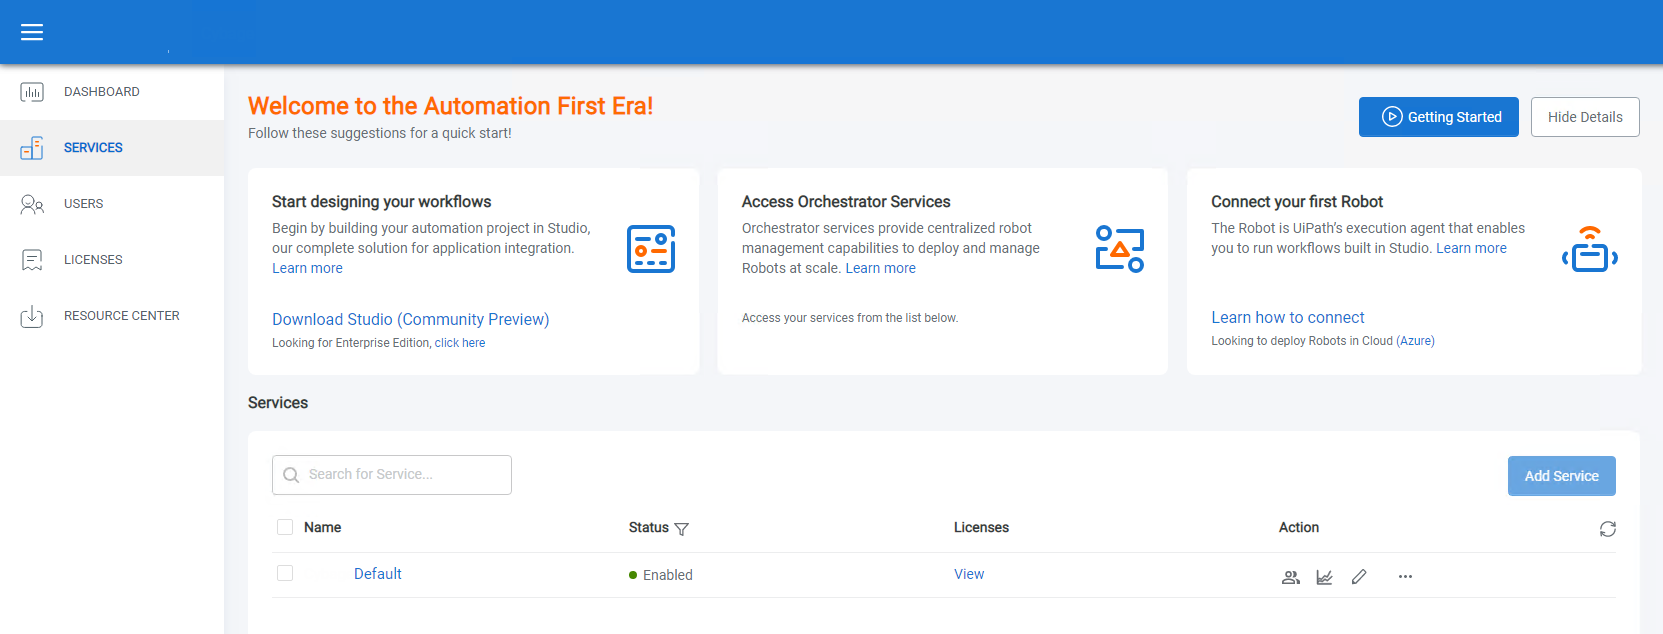 DASHBOARD
SERVICES
USERS
LICENSES
RESOURCE CENTER
Welcome to the Automation First Era!
Follow these suggestions for a quick start!
Getting Started
Hide Details
Start designing your workflows
Begin by building your automation project in Studio,
our complete solution for application integration.
Learn more
Download Studio (Community Preview)
Looking for Enterprise Edition, click here
Access Orchestrator Services
Orchestrator services provide centralized robot
management capabilities to deploy and manage
Robots at scale. Learn more
Access your services from the list below.
Connect your first Robot
The Robot is UiPath's execution agent that enables
you to run workflows built in Studio. Learn more
Learn how to connect
Looking to deploy Robots in Cloud (Azure)
Services
Search for Service...
Add Service
Name Status Licenses Action
Default Enabled View